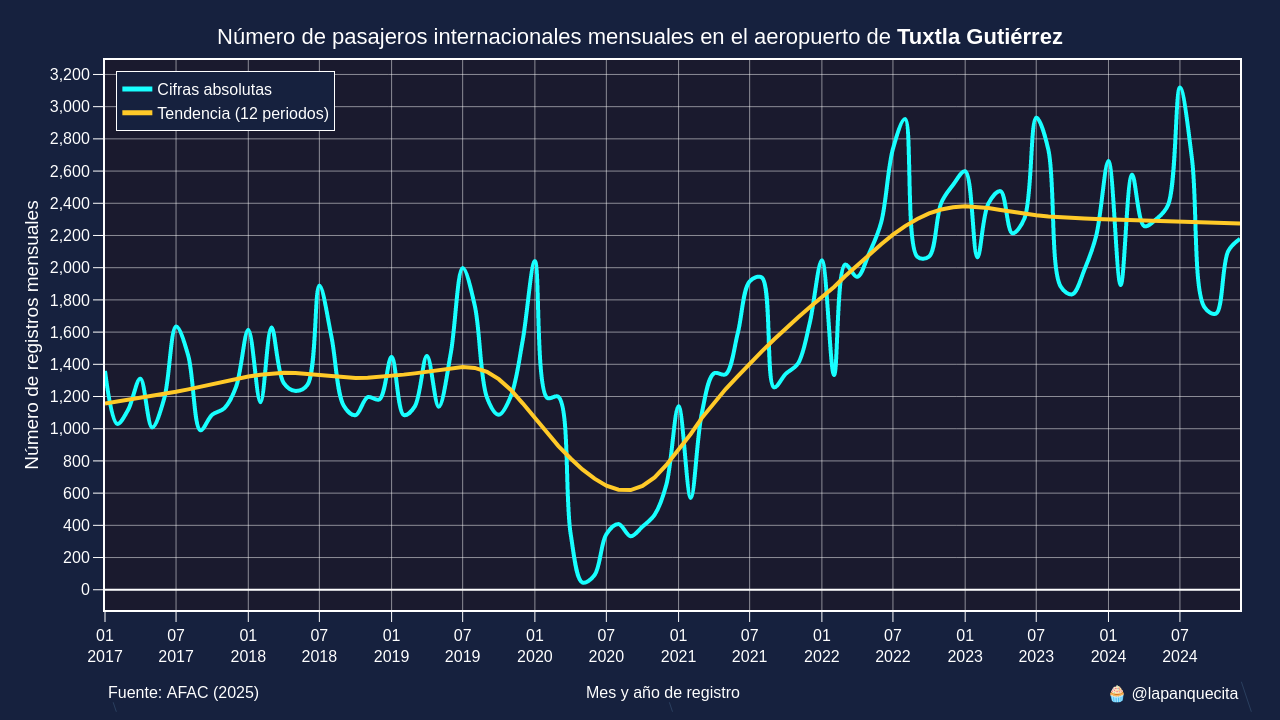 Número de pasajeros internacionales mensuales en el aeropuerto de Tuxtla Gutiérrez
Cifras absolutas
Tendencia (12 periodos)
Número de registros mensuales
3,200
3,000
2,800
2,600
2,400
2,200
2,000
1,800
1,600
1,400
1,200
1,000
800
600
400
200
0
01 07 01 07 01 07 01 07 01 07 01 07 01 07 01 07
2017 2017 2018 2018 2019 2019 2020 2020 2021 2021 2022 2022 2023 2023 2024 2024
Fuente: AFAC (2025) Mes y año de registro 🧁 @lapanquecita